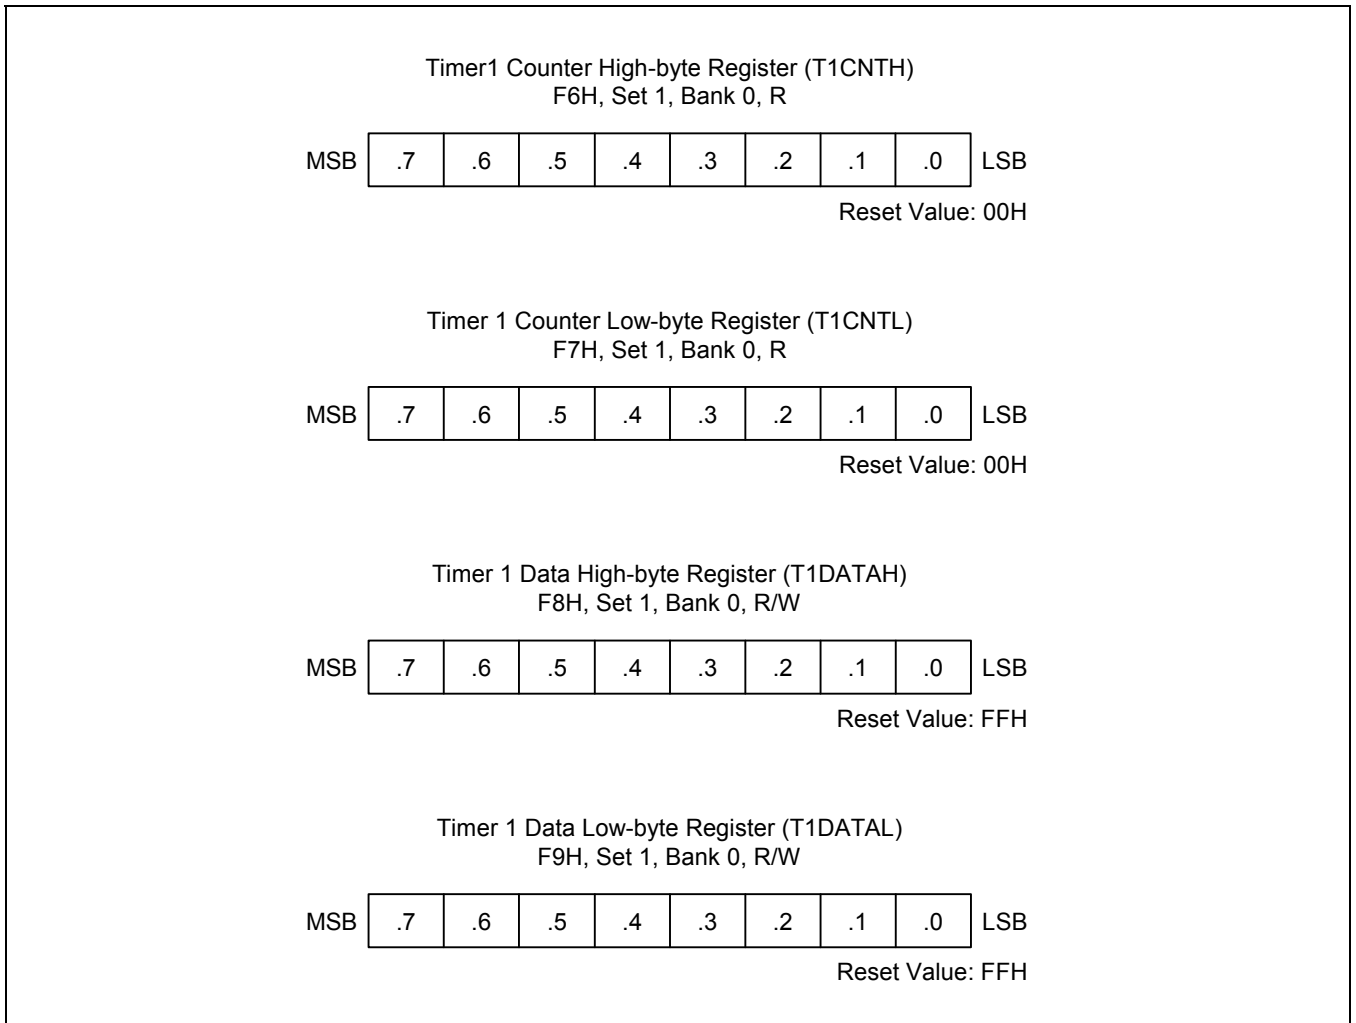 Timer1 Counter High-byte Register (T1CNTH)
F6H, Set 1, Bank 0, R
MSB .7 .6 .5 .4 .3 .2 .1 .0 LSB
Reset Value: 00H
Timer 1 Counter Low-byte Register (T1CNTL)
F7H, Set 1, Bank 0, R
MSB .7 .6 .5 .4 .3 .2 .1 .0 LSB
Reset Value: 00H
Timer 1 Data High-byte Register (T1DATAH)
F8H, Set 1, Bank 0, R/W
MSB .7 .6 .5 .4 .3 .2 .1 .0 LSB
Reset Value: FFH
Timer 1 Data Low-byte Register (T1DATAL)
F9H, Set 1, Bank 0, R/W
MSB .7 .6 .5 .4 .3 .2 .1 .0 LSB
Reset Value: FFH